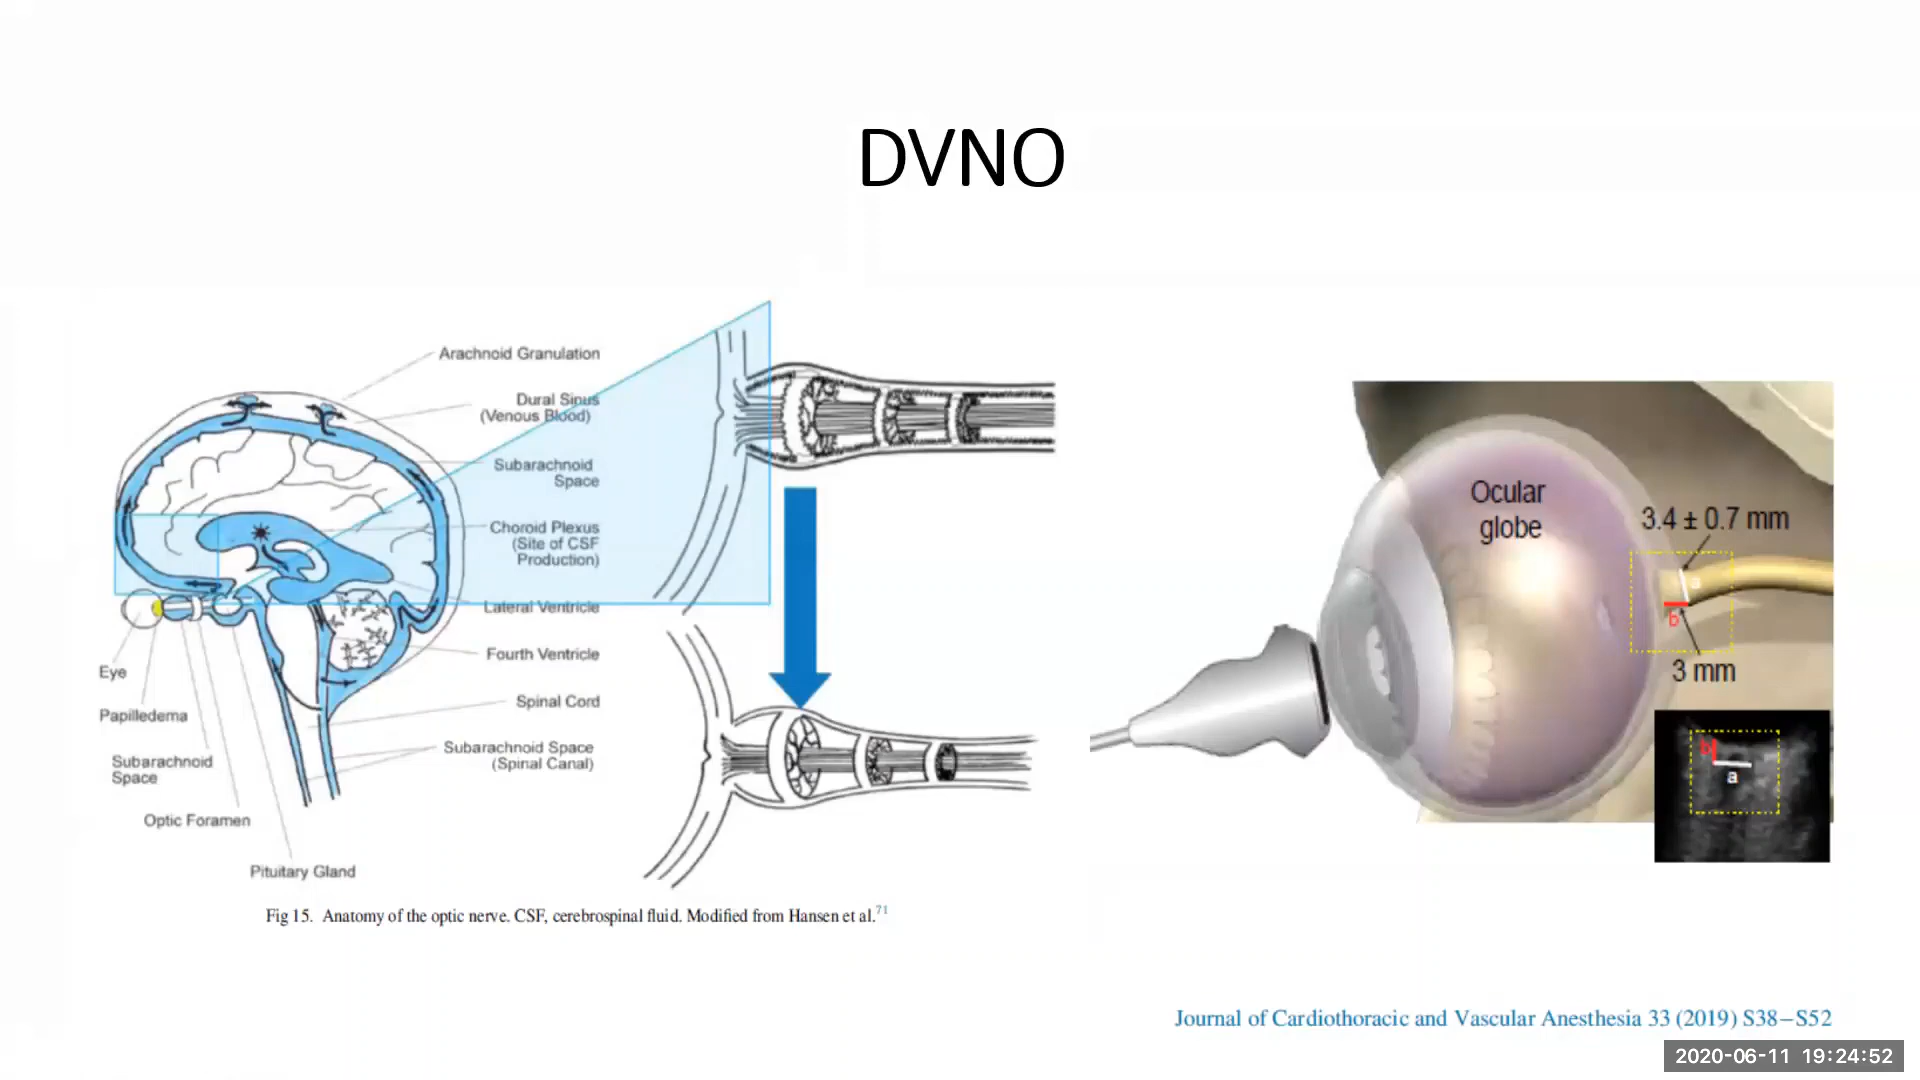 DVNO
Arachnoid Granulation
Dural Sinus
(Venous Blood)
Subarachnoid
Space
Choroid Plexus
(Site of CSF
Production)
Lateral Ventricle
Fourth Ventricle
Spinal Cord
Subarachnoid Space
(Spinal Canal)
Eye
Papilledema
Subarachnoid
Space
Optic Foramen
Pituitary Gland
Fig 15. Anatomy of the optic nerve. CSF, cerebrospinal fluid. Modified from Hansen et al.71
Ocular
globe
3.4 ± 0.7 mm
a
b
3 mm
b
a
Journal of Cardiothoracic and Vascular Anesthesia 33 (2019) S38–S52
2020-06-11 19:24:52